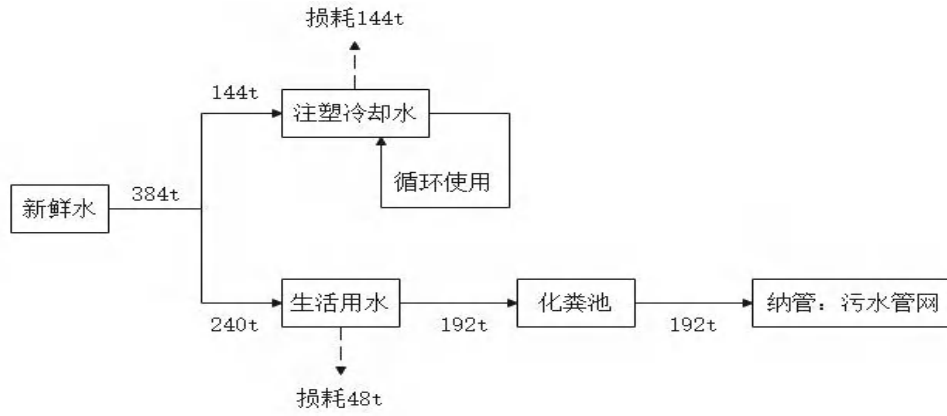 损耗144t
144t
注塑冷却水
循环使用
新鲜水
384t
生活用水
化粪池
纳管：污水管网
240t
192t
192t
损耗48t